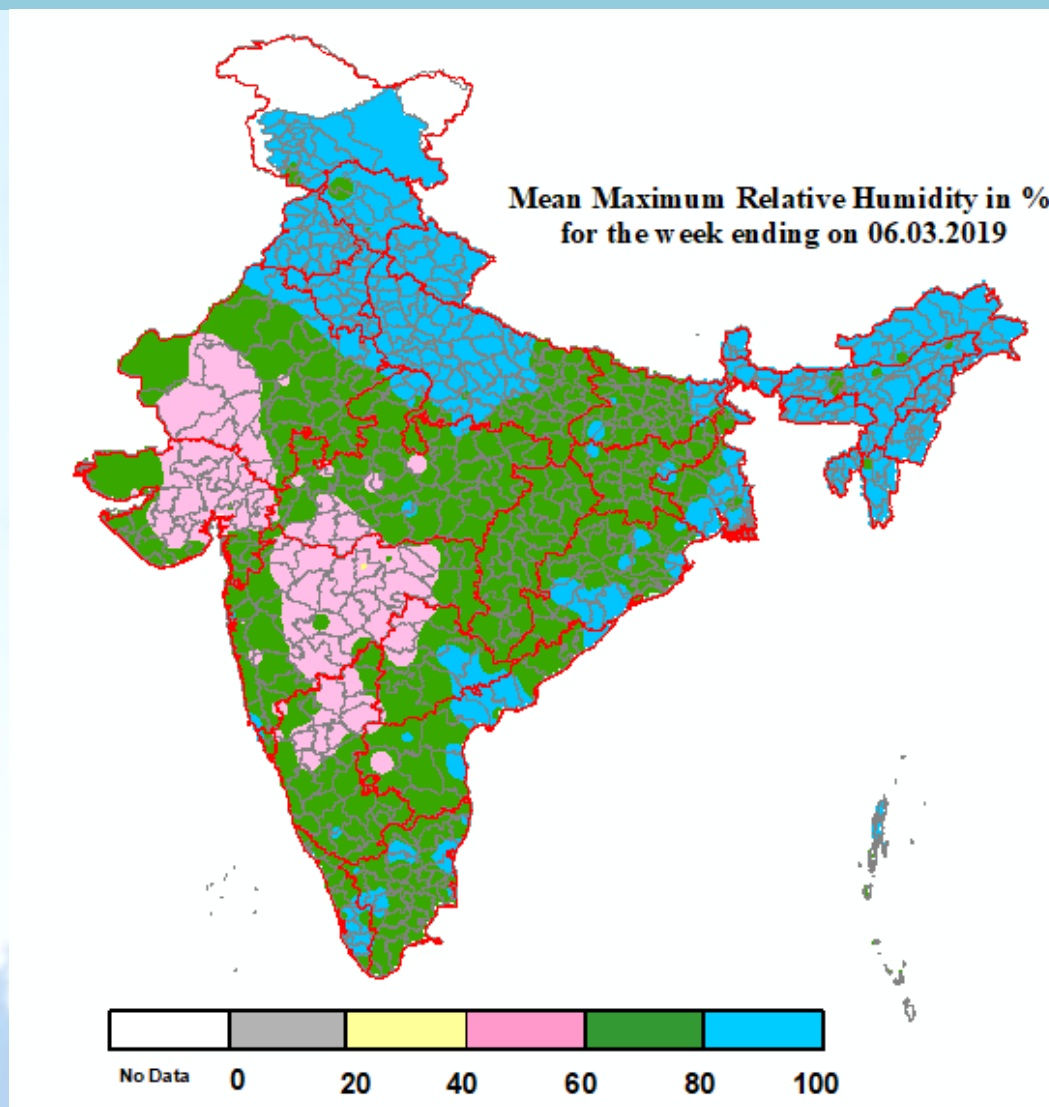 Mean Maximum Relative Humidity in %
for the week ending on 06.03.2019
No Data 0 20 40 60 80 100